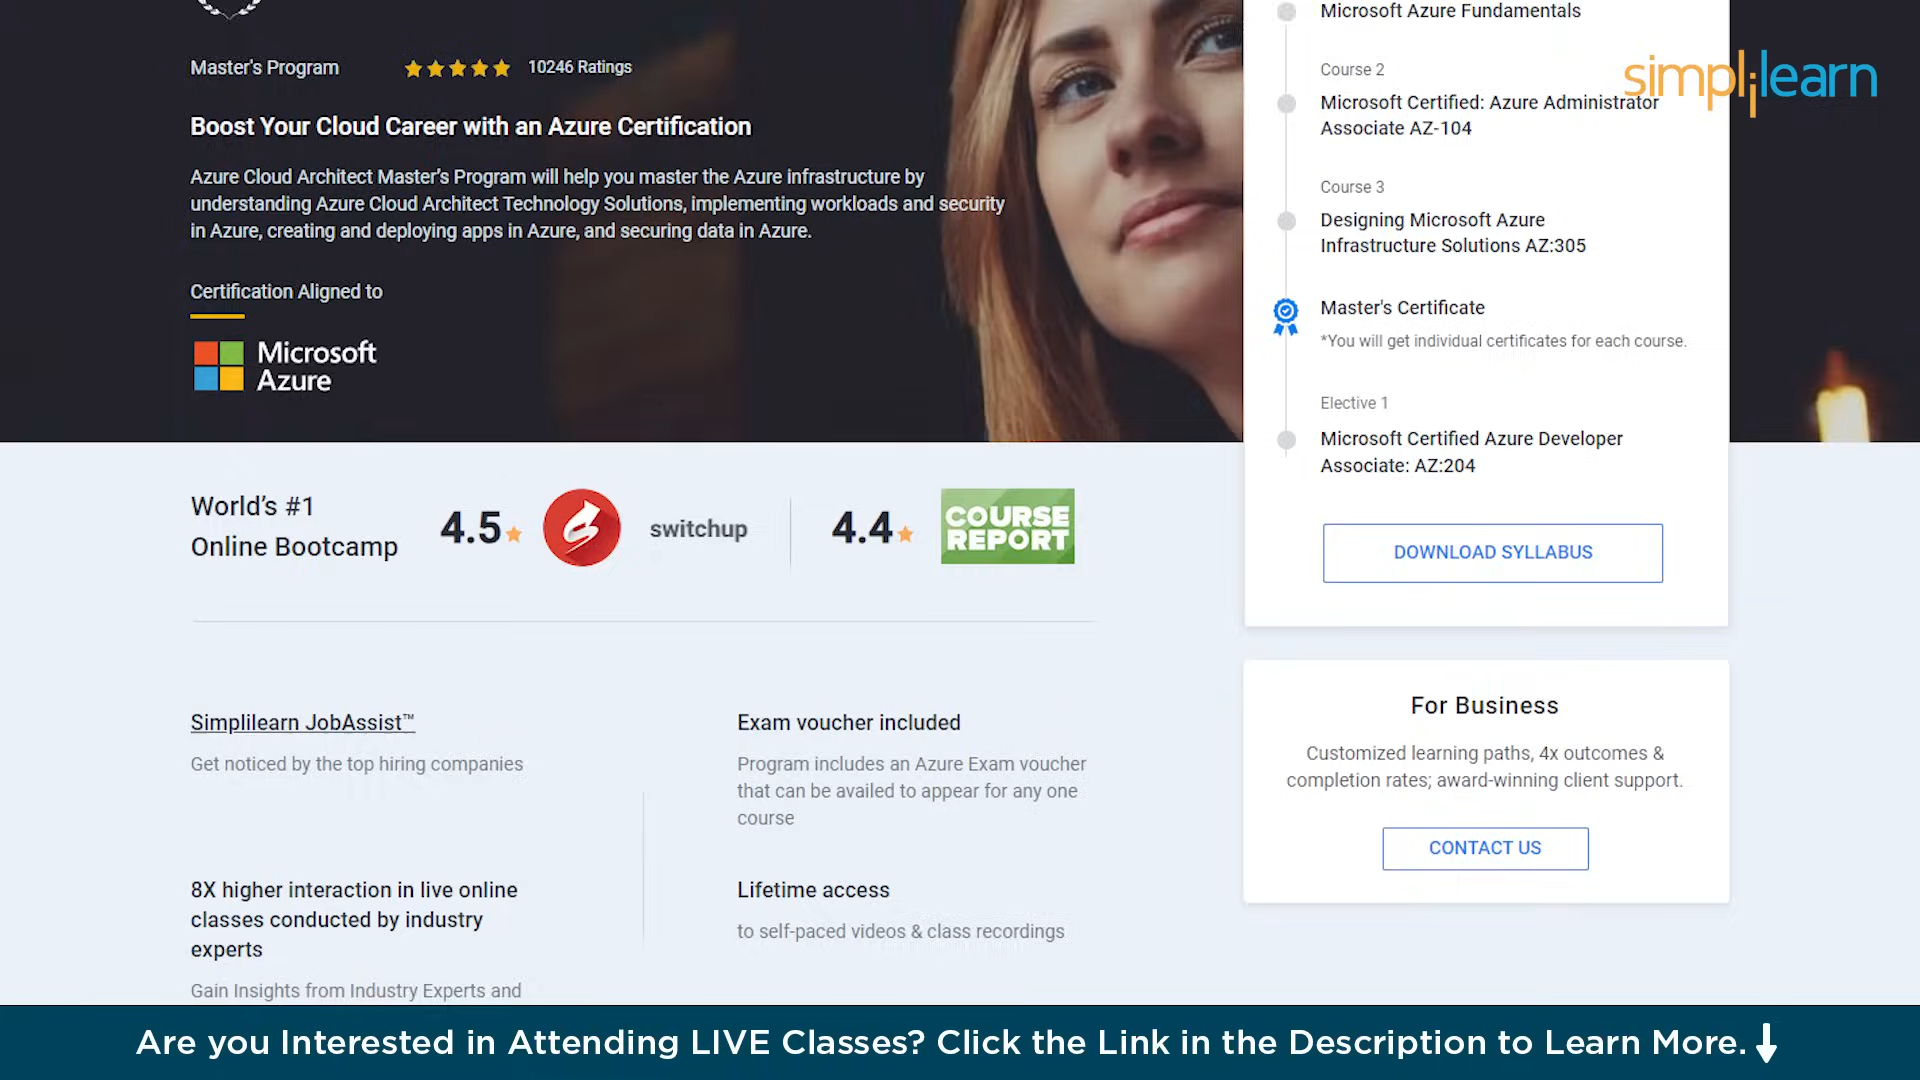 Master's Program
10246 Ratings
Boost Your Cloud Career with an Azure Certification
Azure Cloud Architect Master's Program will help you master the Azure infrastructure by
understanding Azure Cloud Architect Technology Solutions, implementing workloads and security
in Azure, creating and deploying apps in Azure, and securing data in Azure.
Certification Aligned to
Microsoft
Azure
Microsoft Azure Fundamentals
simplilearn
Course 2
Microsoft Certified: Azure Administrator
Associate AZ-104
Course 3
Designing Microsoft Azure
Infrastructure Solutions AZ:305
Master's Certificate
*You will get individual certificates for each course.
Elective 1
Microsoft Certified Azure Developer
Associate: AZ:204
DOWNLOAD SYLLABUS
World's #1
Online Bootcamp
4.5
switchup
4.4
COURSE
REPORT
Simplilearn JobAssist™
Get noticed by the top hiring companies
Exam voucher included
Program includes an Azure Exam voucher
that can be availed to appear for any one
course
8X higher interaction in live online
classes conducted by industry
experts
Gain Insights from Industry Experts and
Lifetime access
to self-paced videos & class recordings
For Business
Customized learning paths, 4x outcomes &
completion rates; award-winning client support.
CONTACT US
Are you Interested in Attending LIVE Classes? Click the Link in the Description to Learn More.